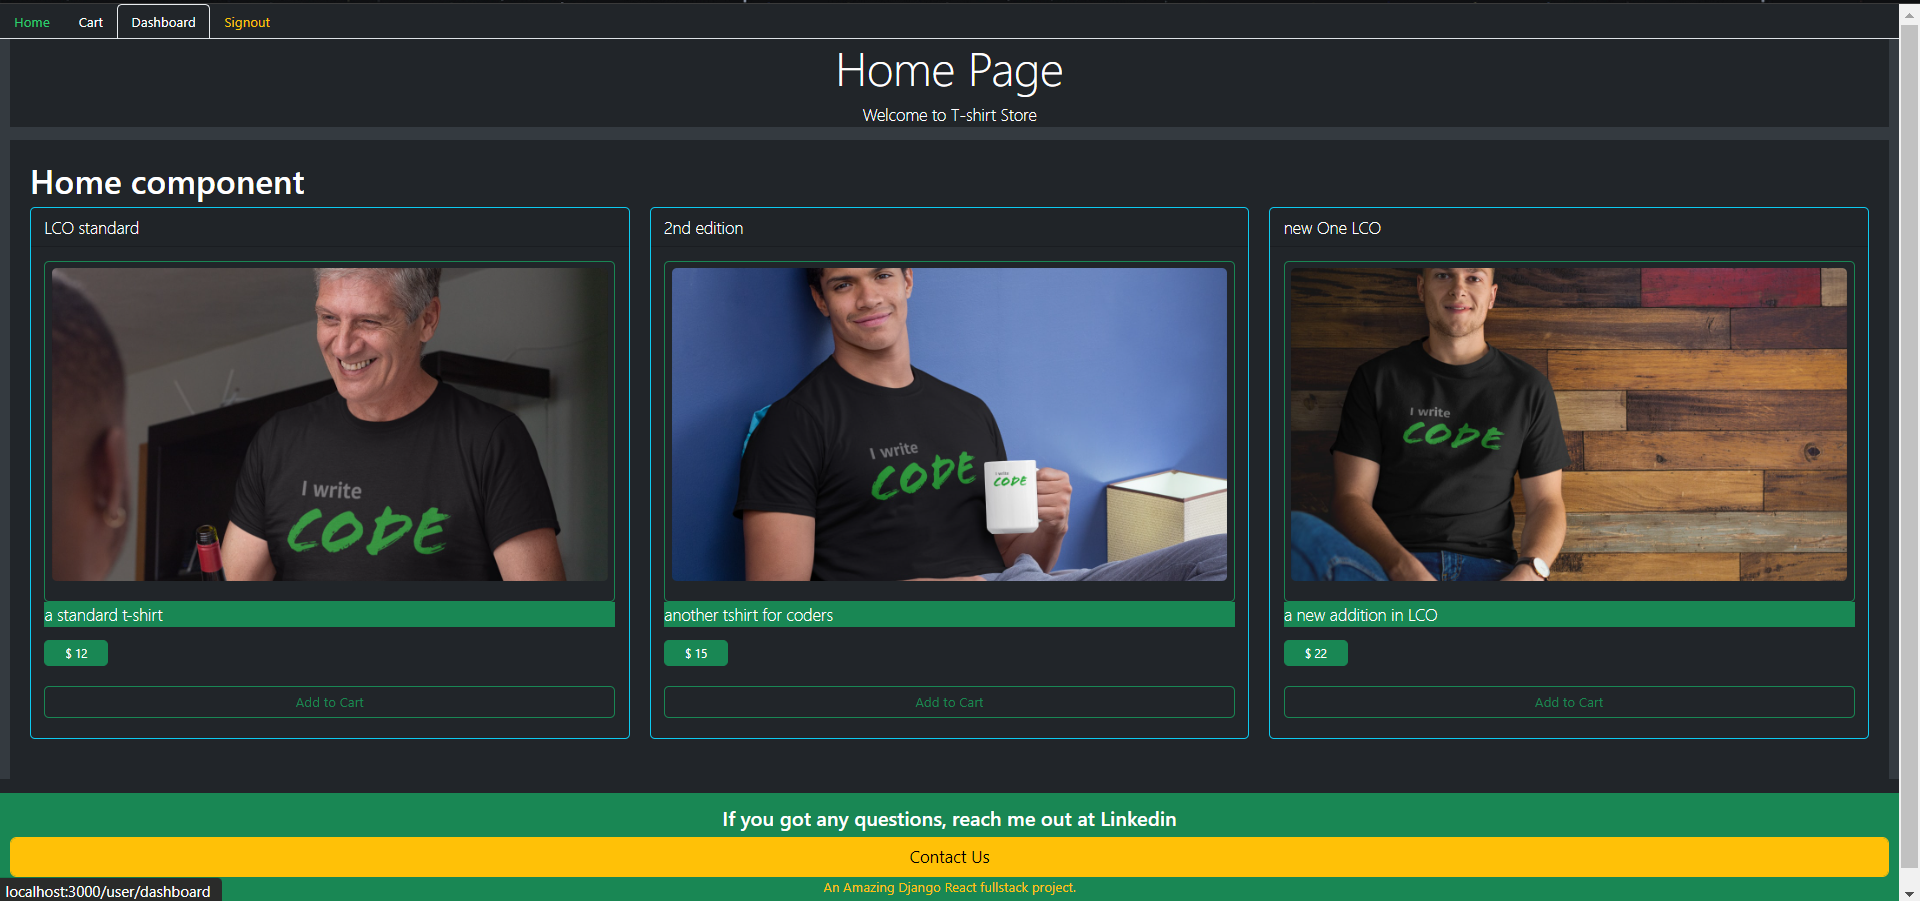 Home Cart Dashboard Signout
Home Page
Welcome to T-shirt Store
Home component
LCO standard
I write
CODE
a standard t-shirt
$ 12
Add to Cart
2nd edition
I write
CODE
I write
CODE
another tshirt for coders
$ 15
Add to Cart
new One LCO
I write
CODE
a new addition in LCO
$ 22
Add to Cart
If you got any questions, reach me out at Linkedin
Contact Us
An Amazing Django React fullstack project.
localhost:3000/user/dashboard